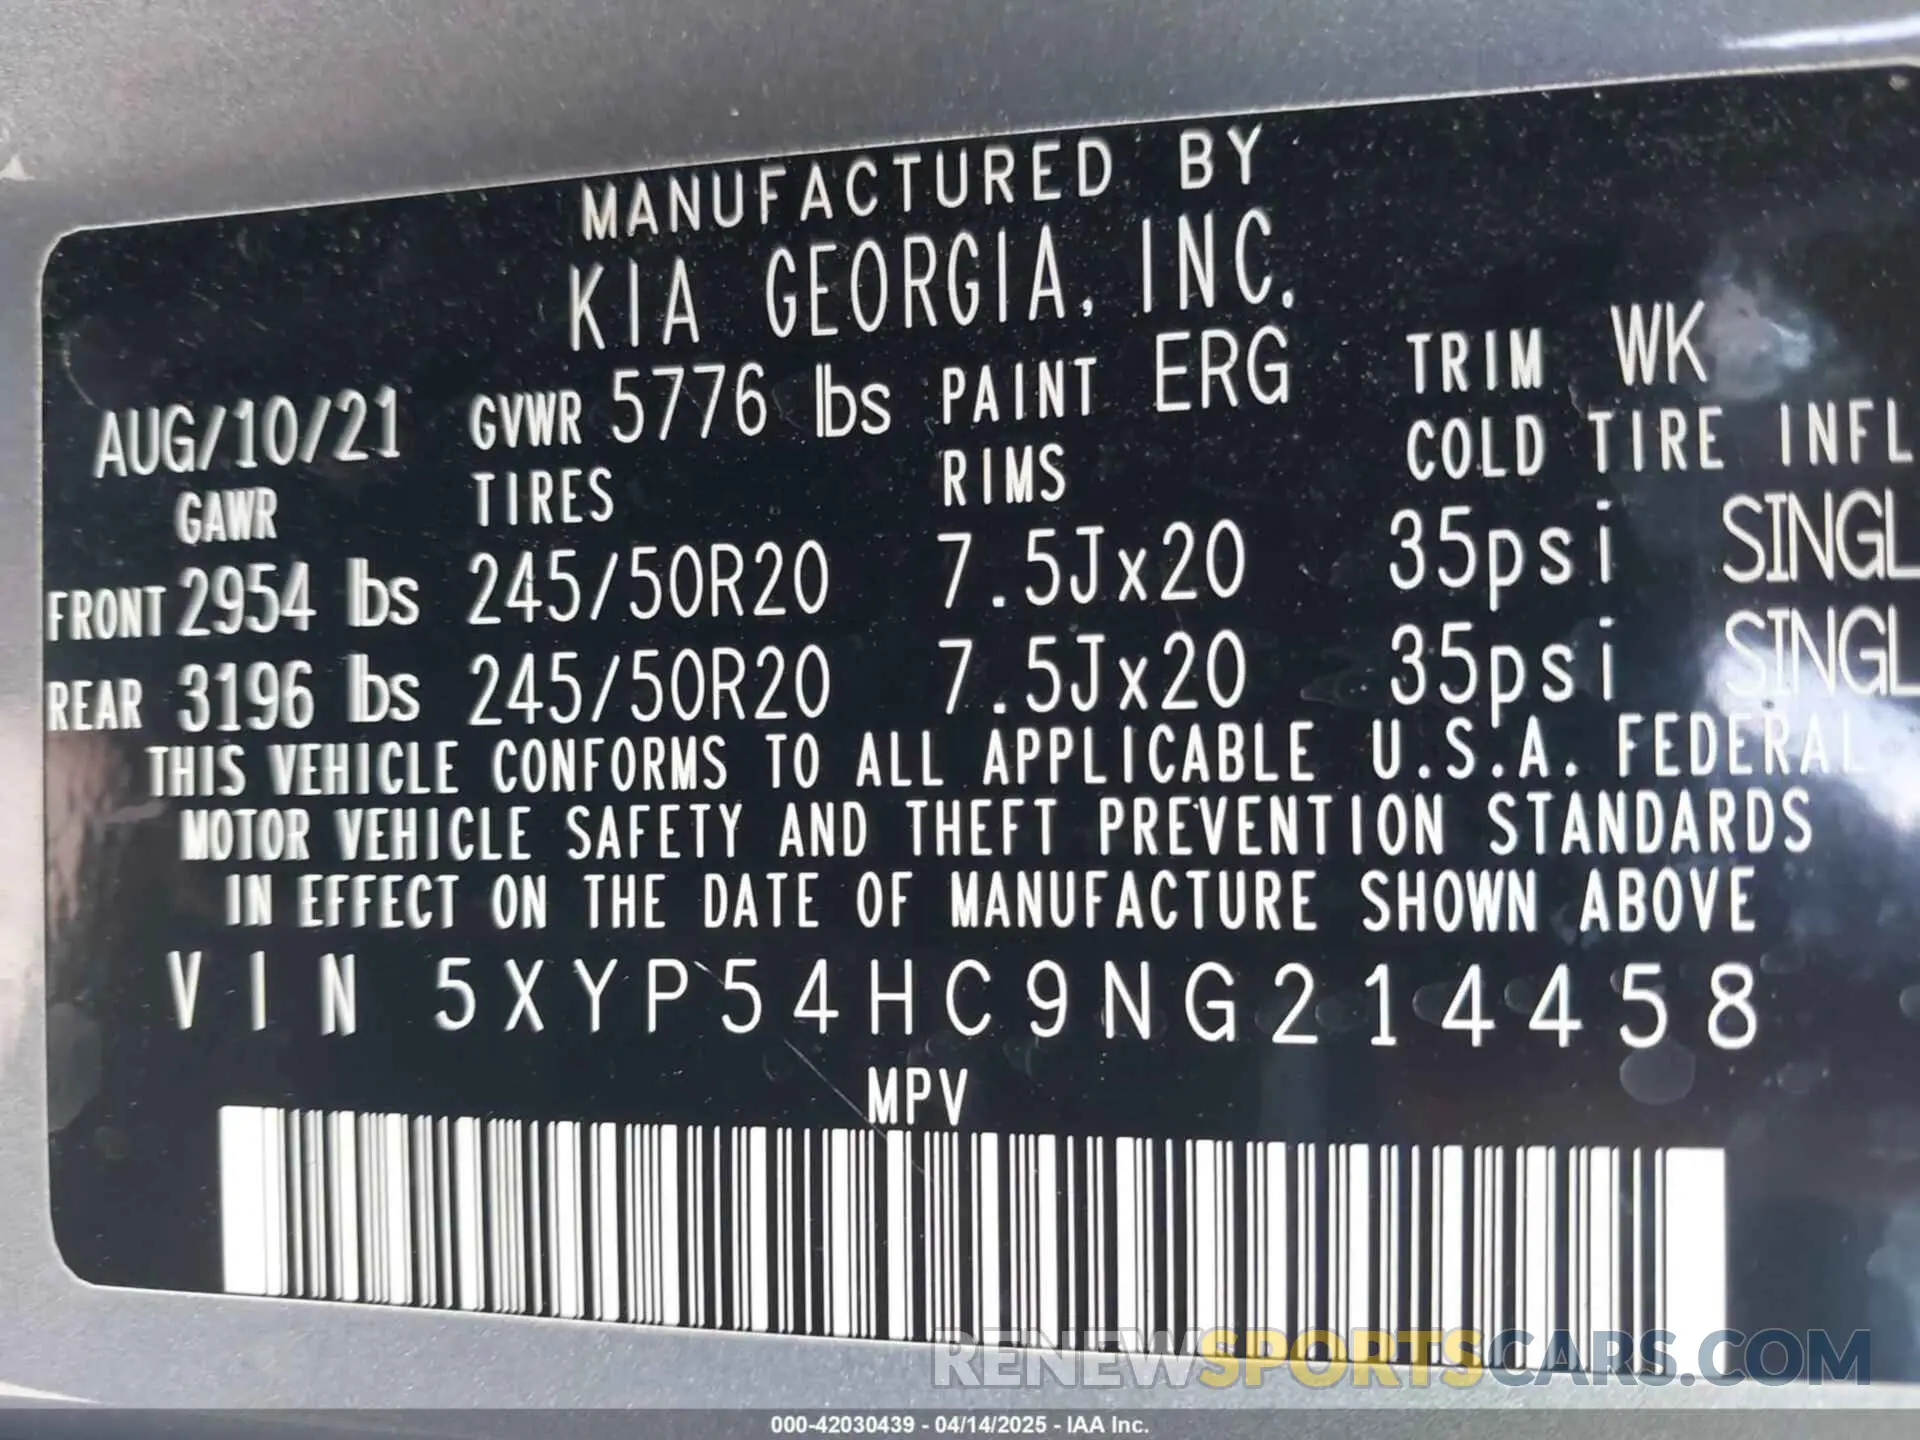 MANUFACTURED BY
KIA GEORGIA, INC.
AUG/10/21 GVWR 5776 lbs PAINT ERG TRIM WK
GAWR TIRES RIMS COLD TIRE INFL
FRONT 2954 lbs 245/50R20 7.5Jx20 35psi SINGL
REAR 3196 lbs 245/50R20 7.5Jx20 35psi SINGL
THIS VEHICLE CONFORMS TO ALL APPLICABLE U.S.A. FEDERAL
MOTOR VEHICLE SAFETY AND THEFT PREVENTION STANDARDS
IN EFFECT ON THE DATE OF MANUFACTURE SHOWN ABOVE
VIN 5XYP54HC9NG214458
MPV
RENEWSPORTSCARS.COM
000-42030439 - 04/14/2025 - IAA Inc.